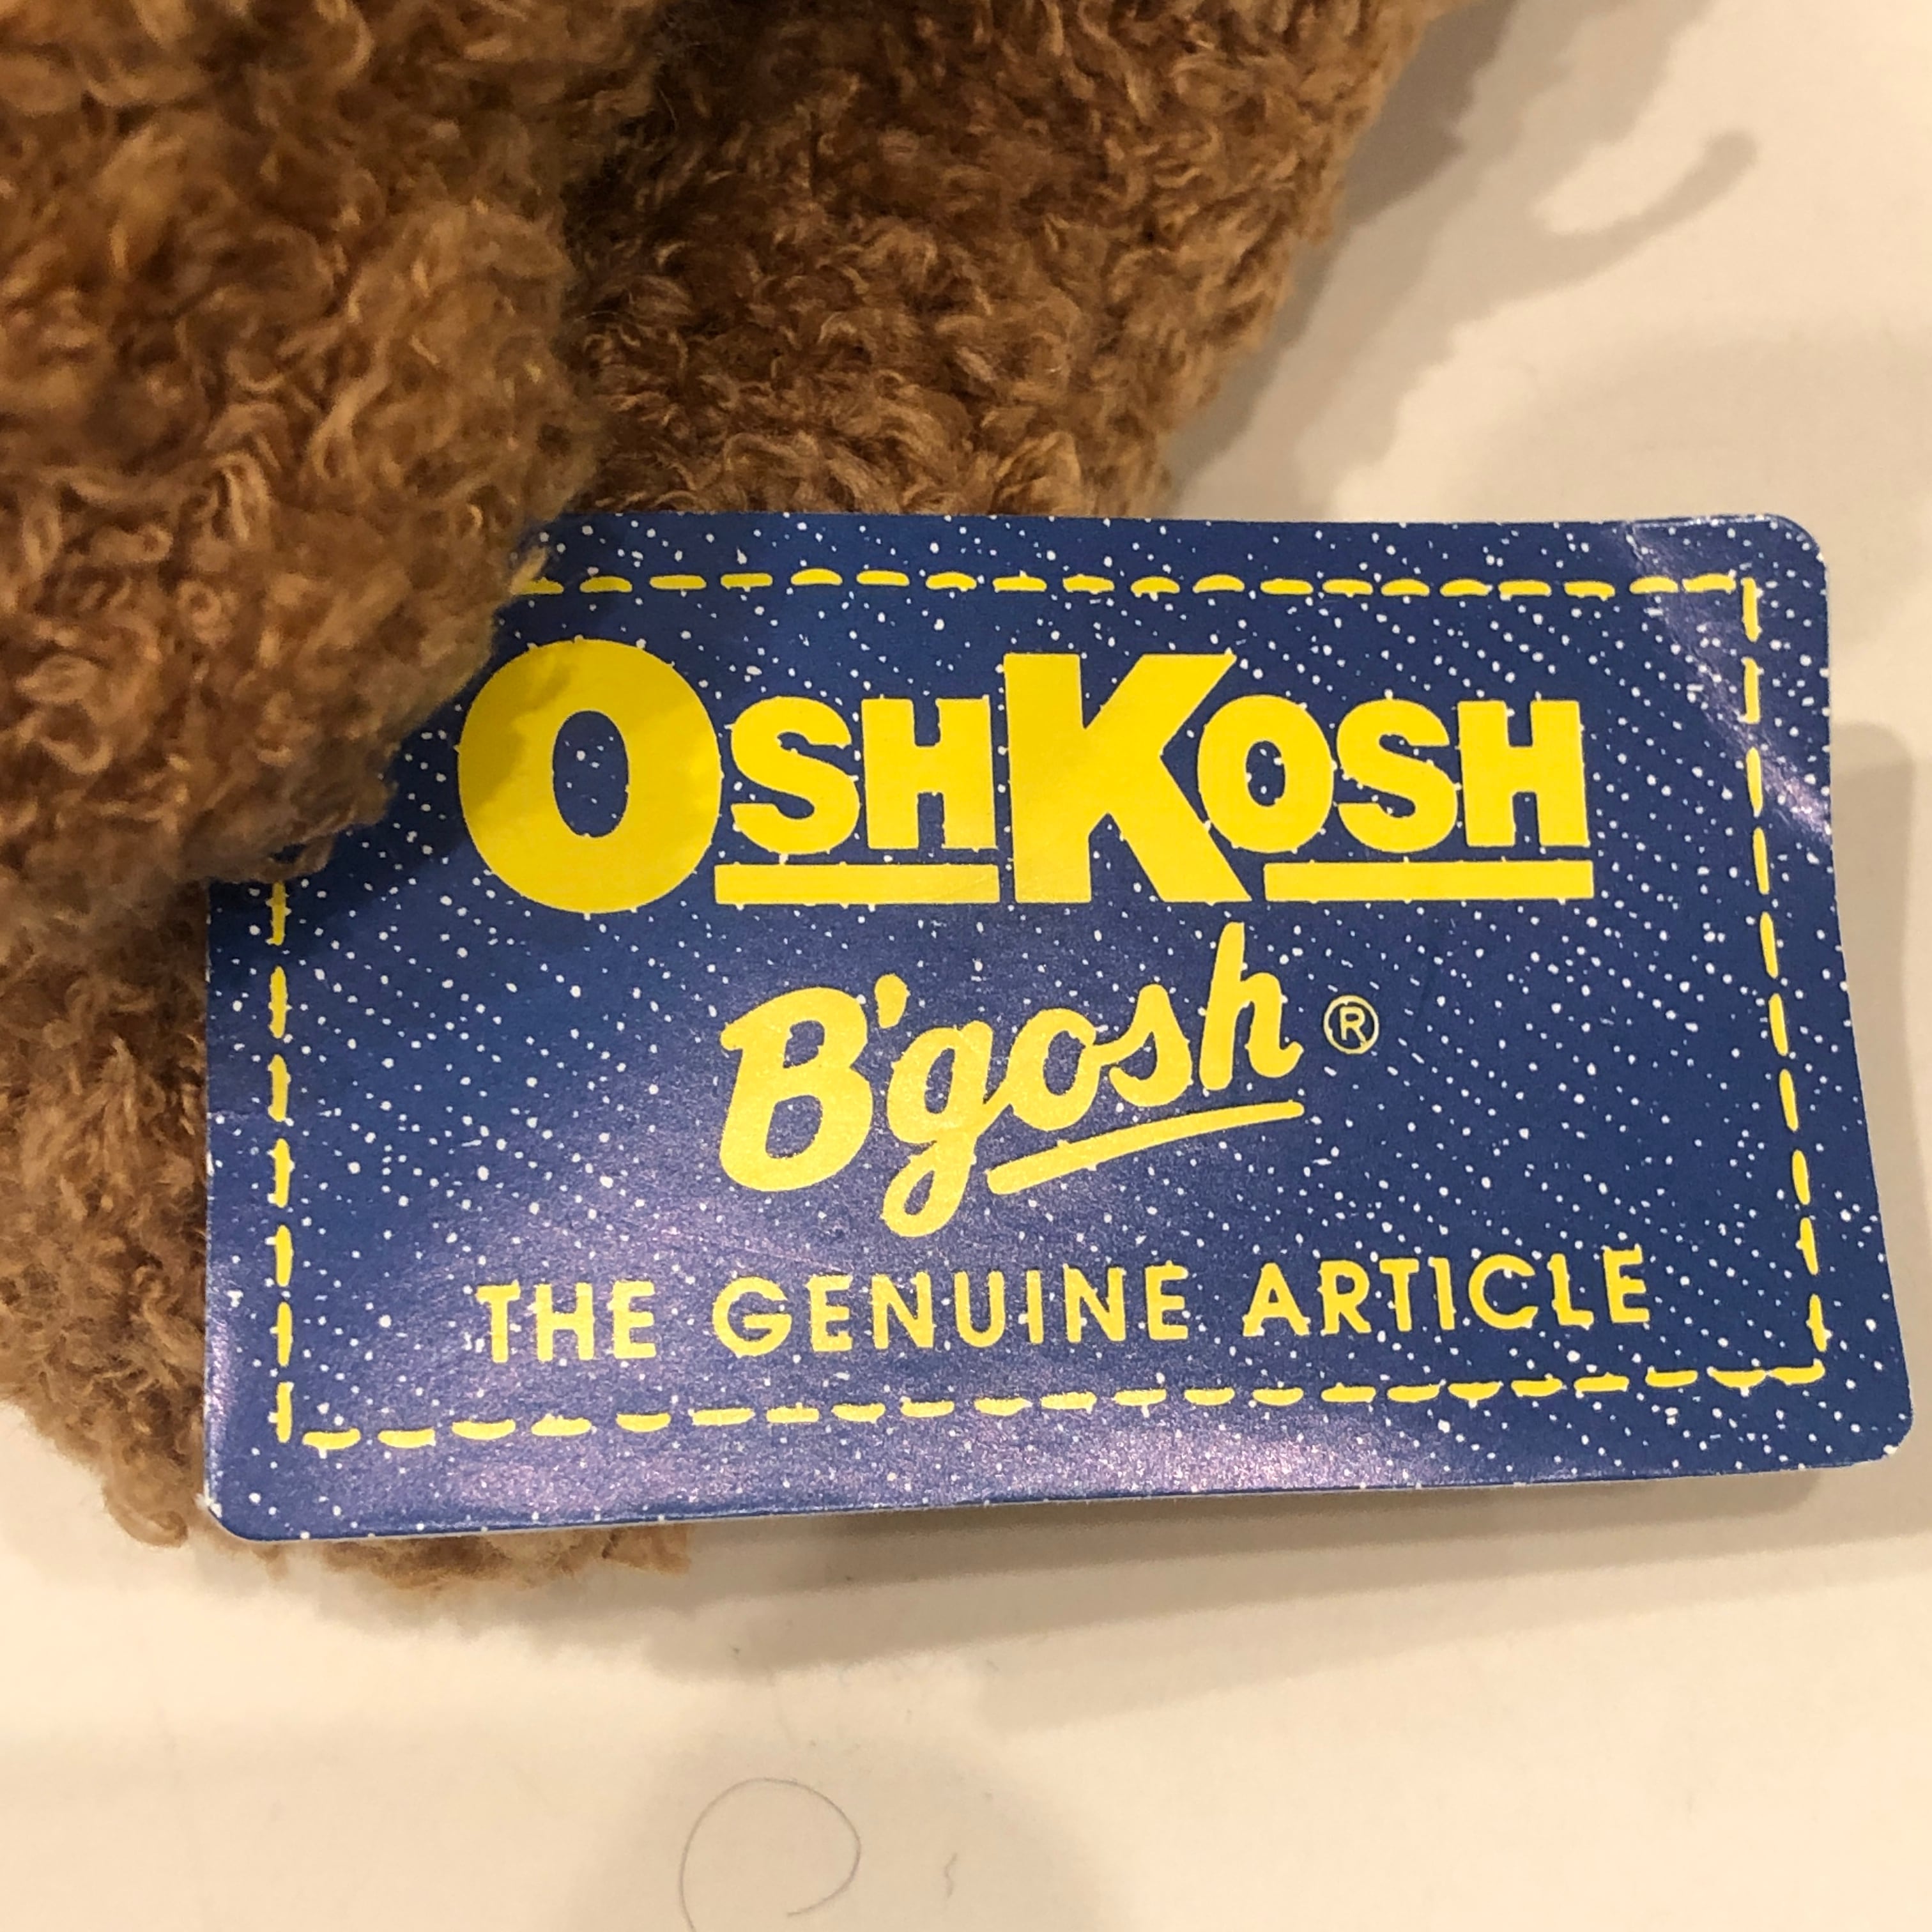 OSHKOSH
B'gosh ®
THE GENUINE ARTICLE